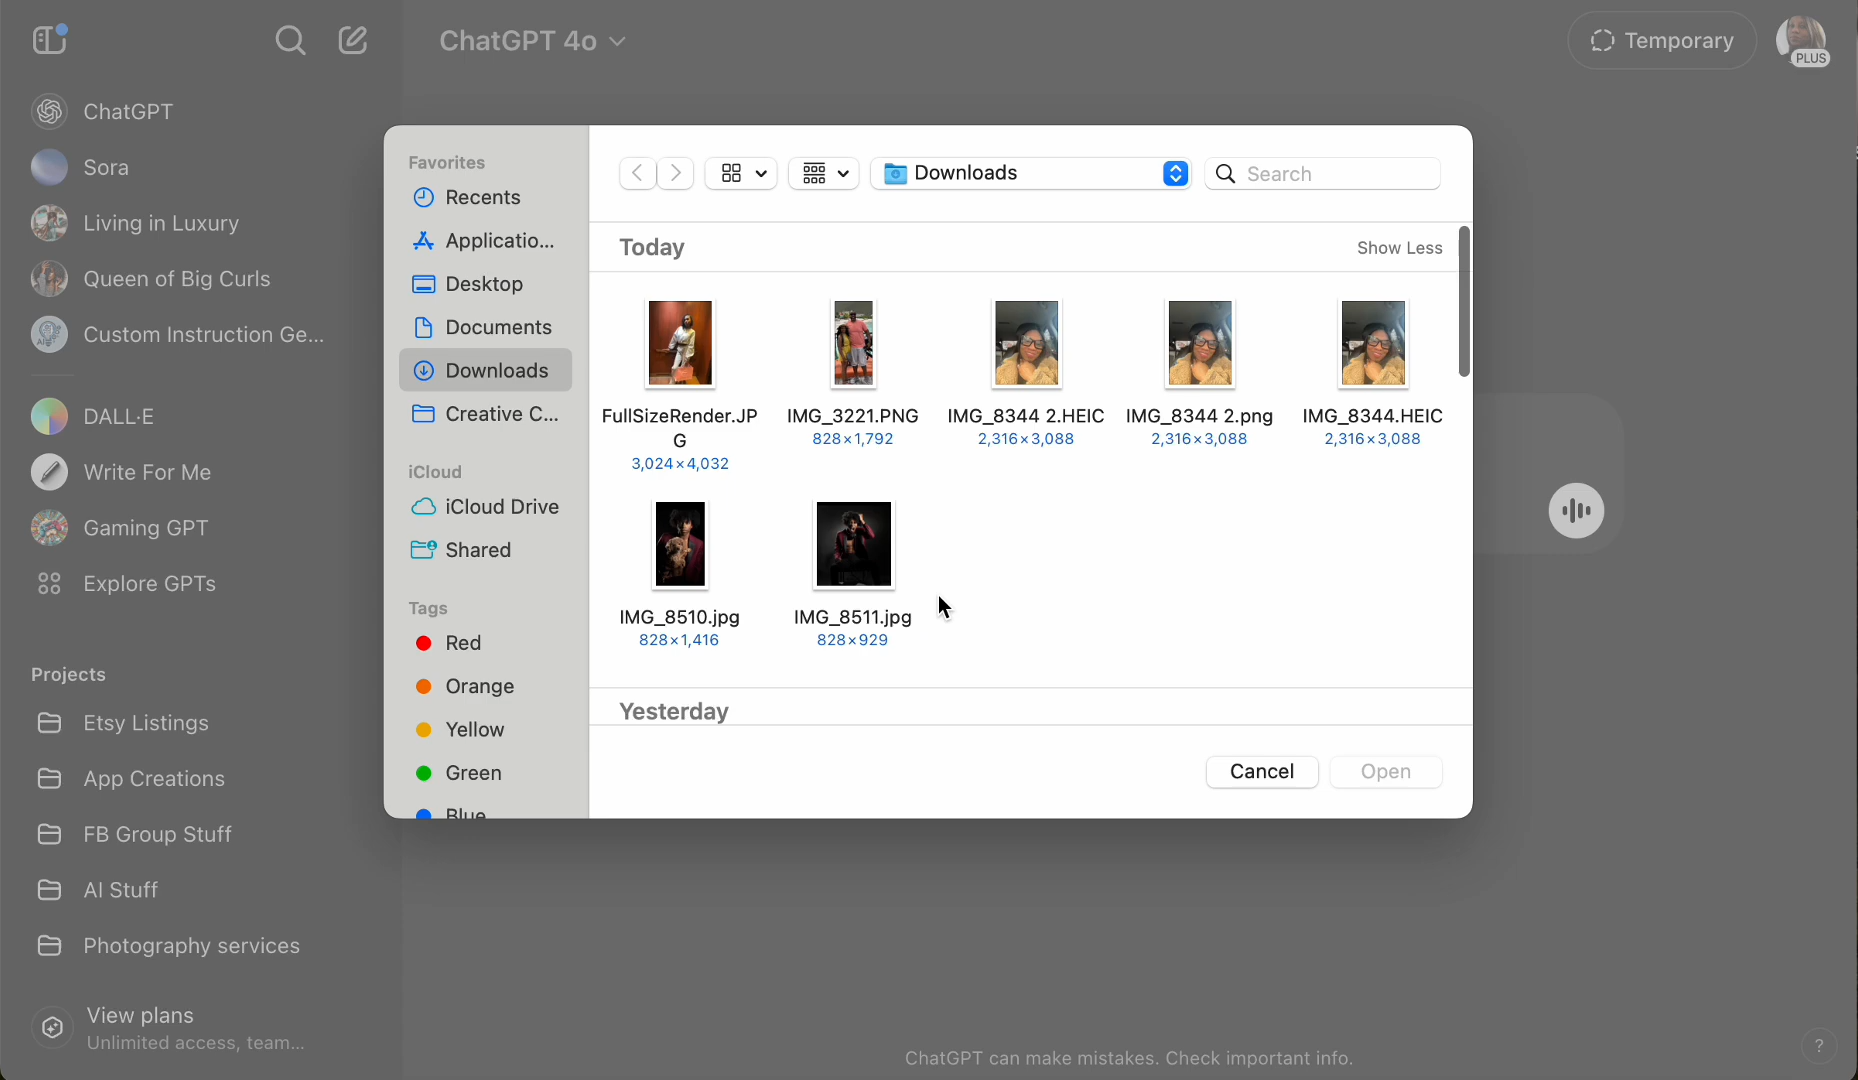 ChatGPT 4o
Temporary
PLUS
ChatGPT
Sora
Living in Luxury
Queen of Big Curls
Custom Instruction Ge...
DALL·E
Write For Me
Gaming GPT
Explore GPTs
Projects
Etsy Listings
App Creations
FB Group Stuff
AI Stuff
Photography services
View plans
Unlimited access, team...
Favorites
Recents
Applicatio...
Desktop
Documents
Downloads
Creative C...
iCloud
iCloud Drive
Shared
Tags
Red
Orange
Yellow
Green
Blue
Downloads
Search
Today
Show Less
FullSizeRender.JP
G
3,024×4,032
IMG_3221.PNG
828×1,792
IMG_8344 2.HEIC
2,316×3,088
IMG_8344 2.png
2,316×3,088
IMG_8344.HEIC
2,316×3,088
IMG_8510.jpg
828×1,416
IMG_8511.jpg
828×929
Yesterday
Cancel
Open
ChatGPT can make mistakes. Check important info.
?